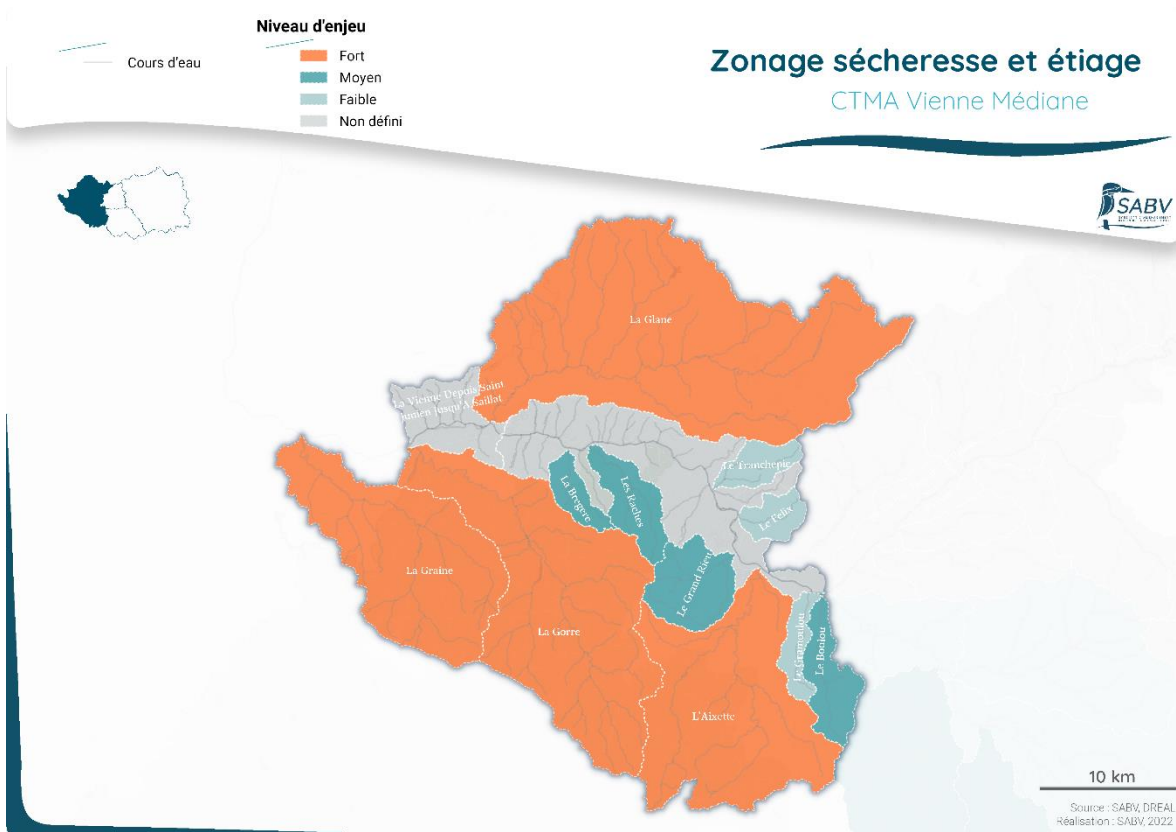 Niveau d'enjeu
Cours d'eau
Fort
Moyen
Faible
Non défini
Zonage sécheresse et étiage
CTMA Vienne Médiane
SABV
La Glane
La Vienne Depuis Saint
Junien Jusqu'A Saillat
Le Tranchepie
La Bregere
Les Raches
Le Felix
La Graine
Le Grand Rieu
La Gorre
Le Boulou
L'Aixette
10 km
Source : SABV, DREAL
Réalisation : SABV, 2022